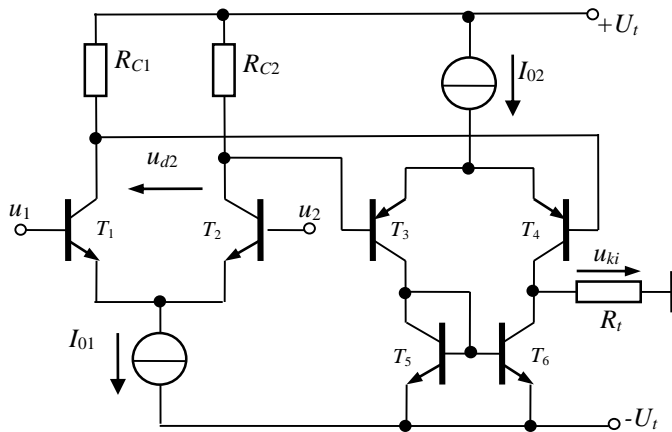 +U_t
R_C1
R_C2
I_02
u_d2
u_1
T_1
T_2
u_2
T_3
T_4
u_ki
R_t
I_01
T_5
T_6
-U_t